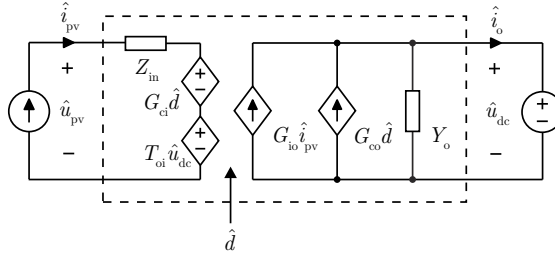 î_pv
î_o
+
Z_in
+
+
−
G_ci d̂
û_pv
+
−
T_oi û_dc
G_io î_pv
G_co d̂
Y_o
û_dc
+
−
−
−
d̂